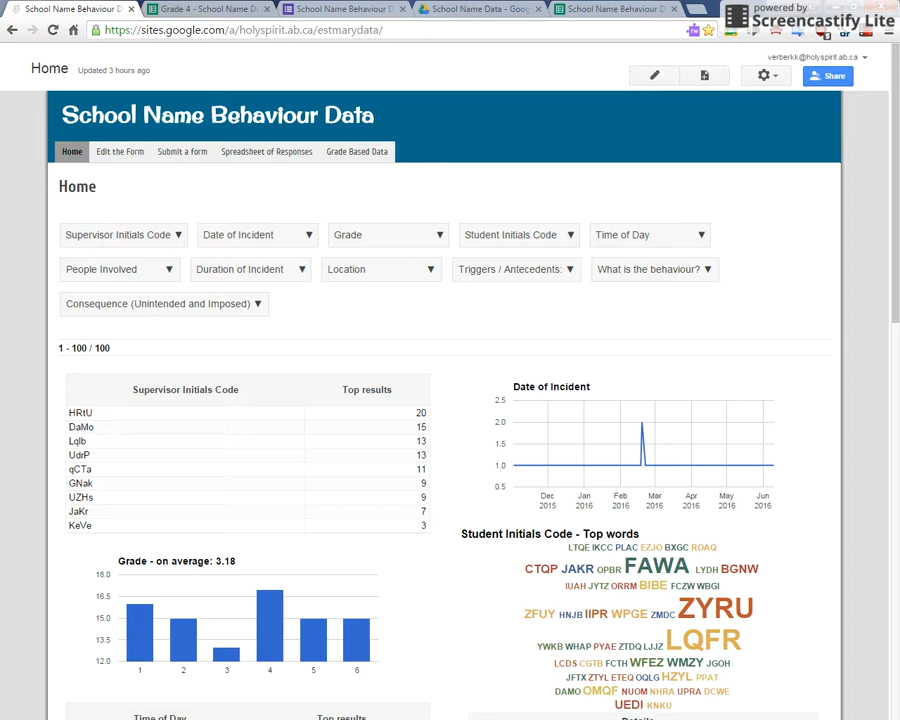 School Name Behaviour D
Grade 4 - School Name Da
School Name Behaviour D
School Name Data - Goog
School Name Behaviour D
powered by
Screencastify Lite
https://sites.google.com/a/holyspirit.ab.ca/estmarydata/
verberkk@holyspirit.ab.ca
Home Updated 3 hours ago
Share
School Name Behaviour Data
Home Edit the Form Submit a form Spreadsheet of Responses Grade Based Data
Home
Supervisor Initials Code ▼ Date of Incident ▼ Grade ▼ Student Initials Code ▼ Time of Day ▼
People Involved ▼ Duration of Incident ▼ Location ▼ Triggers / Antecedents: ▼ What is the behaviour? ▼
Consequence (Unintended and Imposed) ▼
1 - 100 / 100
Supervisor Initials Code Top results
HRtU 20
DaMo 15
Lqlb 13
UdrP 13
qCTa 11
GNak 9
UZHs 9
JaKr 7
KeVe 3
Date of Incident
2.5
2.0
1.5
1.0
0.5
Dec Jan Feb Mar Apr May Jun
2015 2016 2016 2016 2016 2016 2016
Grade - on average: 3.18
18.0
16.5
15.0
13.5
12.0
1 2 3 4 5 6
Student Initials Code - Top words
LTQE IKCC PLAC EZJO BXGC ROAQ
CTQP JAKR OPBR FAWA LYDH BGNW
IUAH JYTZ ORRM BIBE FCZW WBGI
ZFUY HNJB IIPR WPGE ZMDC ZYRU
YWKB WHAP PYAE ZTDQ LJJZ LQFR
LCDS CGTB FCTH WFEZ WMZY JGOH
JFTX ZTYL ETEQ OQLG HZYL PPAT
DAMO OMQF NUOM NHRA UPRA DCWE
UEDI KNKU
Time of Day Top results
Details